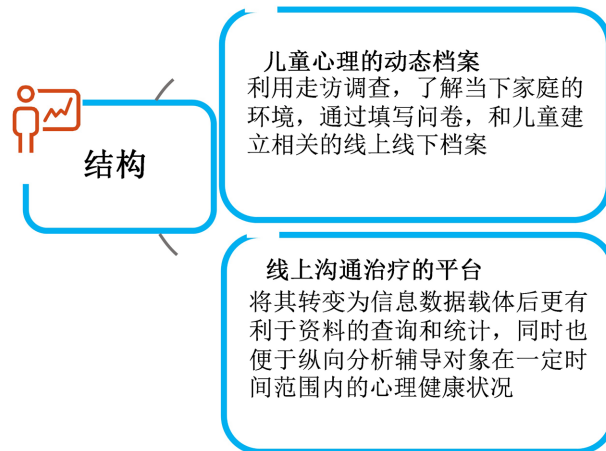 结构
儿童心理的动态档案
利用走访调查，了解当下家庭的
环境，通过填写问卷，和儿童建
立相关的线上线下档案
线上沟通治疗的平台
将其转变为信息数据载体后更有
利于资料的查询和统计，同时也
便于纵向分析辅导对象在一定时
间范围内的心理健康状况